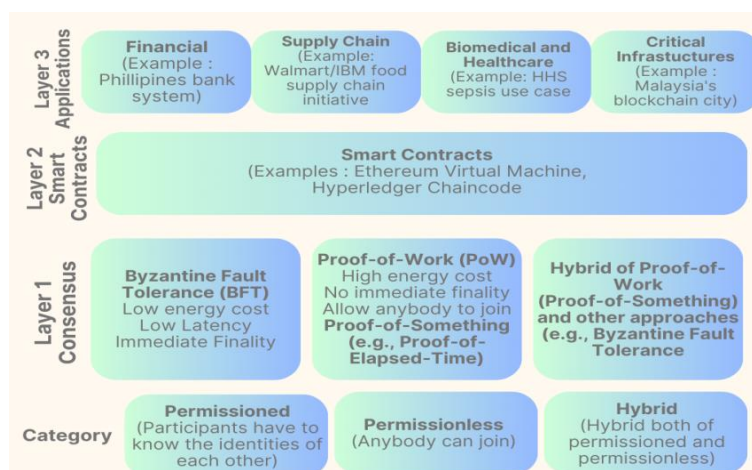 Layer 3
Applications
Financial
(Example :
Phillipines bank
system)
Supply Chain
(Example:
Walmart/IBM food
supply chain
initiative
Biomedical and
Healthcare
(Example: HHS
sepsis use case
Critical
Infrastuctures
(Example :
Malaysia's
blockchain city)
Layer 2
Smart
Contracts
Smart Contracts
(Examples : Ethereum Virtual Machine,
Hyperledger Chaincode
Layer 1
Consensus
Byzantine Fault
Tolerance (BFT)
Low energy cost
Low Latency
Immediate Finality
Proof-of-Work (PoW)
High energy cost
No immediate finality
Allow anybody to join
Proof-of-Something
(e.g., Proof-of-
Elapsed-Time)
Hybrid of Proof-of-
Work
(Proof-of-Something)
and other approaches
(e.g., Byzantine Fault
Tolerance
Category
Permissioned
(Participants have to
know the identities of
each other)
Permissionless
(Anybody can join)
Hybrid
(Hybrid both of
permissioned and
permissionless)